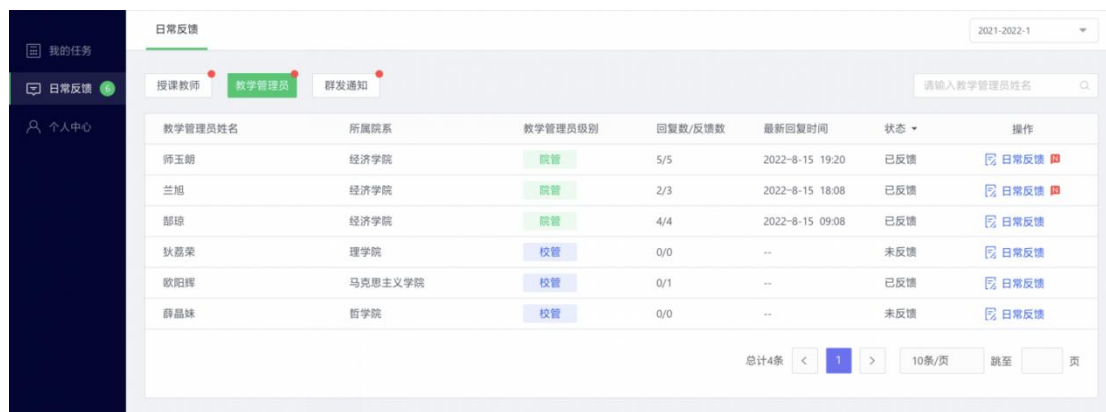 日常反馈
2021-2022-1
我的任务
日常反馈 6
个人中心
授课教师 教学管理员 群发通知
请输入教学管理员姓名
教学管理员姓名 所属院系 教学管理员级别 回复数/反馈数 最新回复时间 状态 操作
师玉朗 经济学院 院管 5/5 2022-8-15 19:20 已反馈 日常反馈 N
兰旭 经济学院 院管 2/3 2022-8-15 18:08 已反馈 日常反馈 N
郜琼 经济学院 院管 4/4 2022-8-15 09:08 已反馈 日常反馈
狄荔荣 理学院 校管 0/0 -- 未反馈 日常反馈
欧阳辉 马克思主义学院 校管 0/1 -- 已反馈 日常反馈
薛晶妹 哲学院 校管 0/0 -- 未反馈 日常反馈
总计4条 < 1 > 10条/页 跳至 页